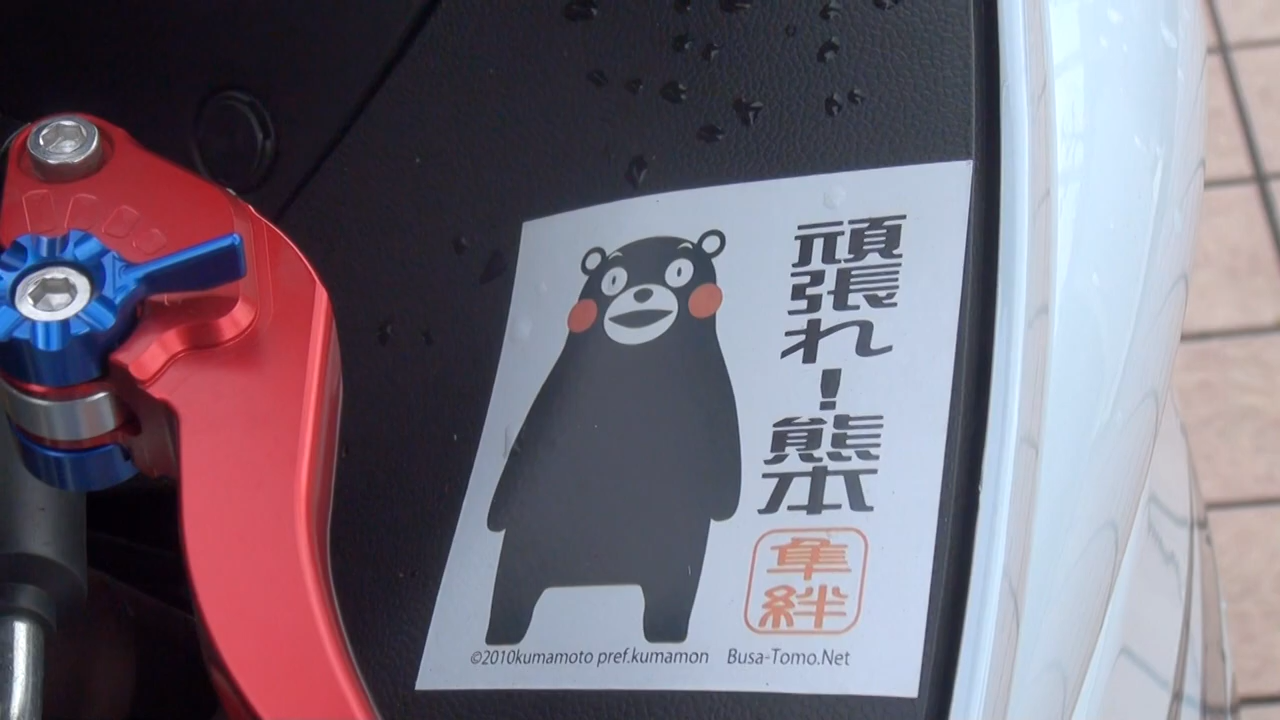 頑張れ！熊本
隼
絆
©2010kumamoto pref.kumamon Busa-Tomo.Net